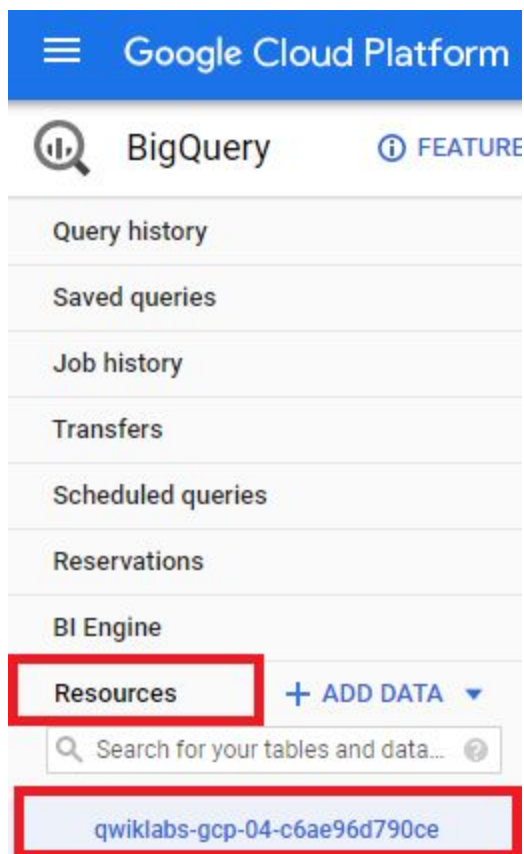 Google Cloud Platform
BigQuery FEATURE
Query history
Saved queries
Job history
Transfers
Scheduled queries
Reservations
BI Engine
Resources + ADD DATA
Search for your tables and data...
qwiklabs-gcp-04-c6ae96d790ce